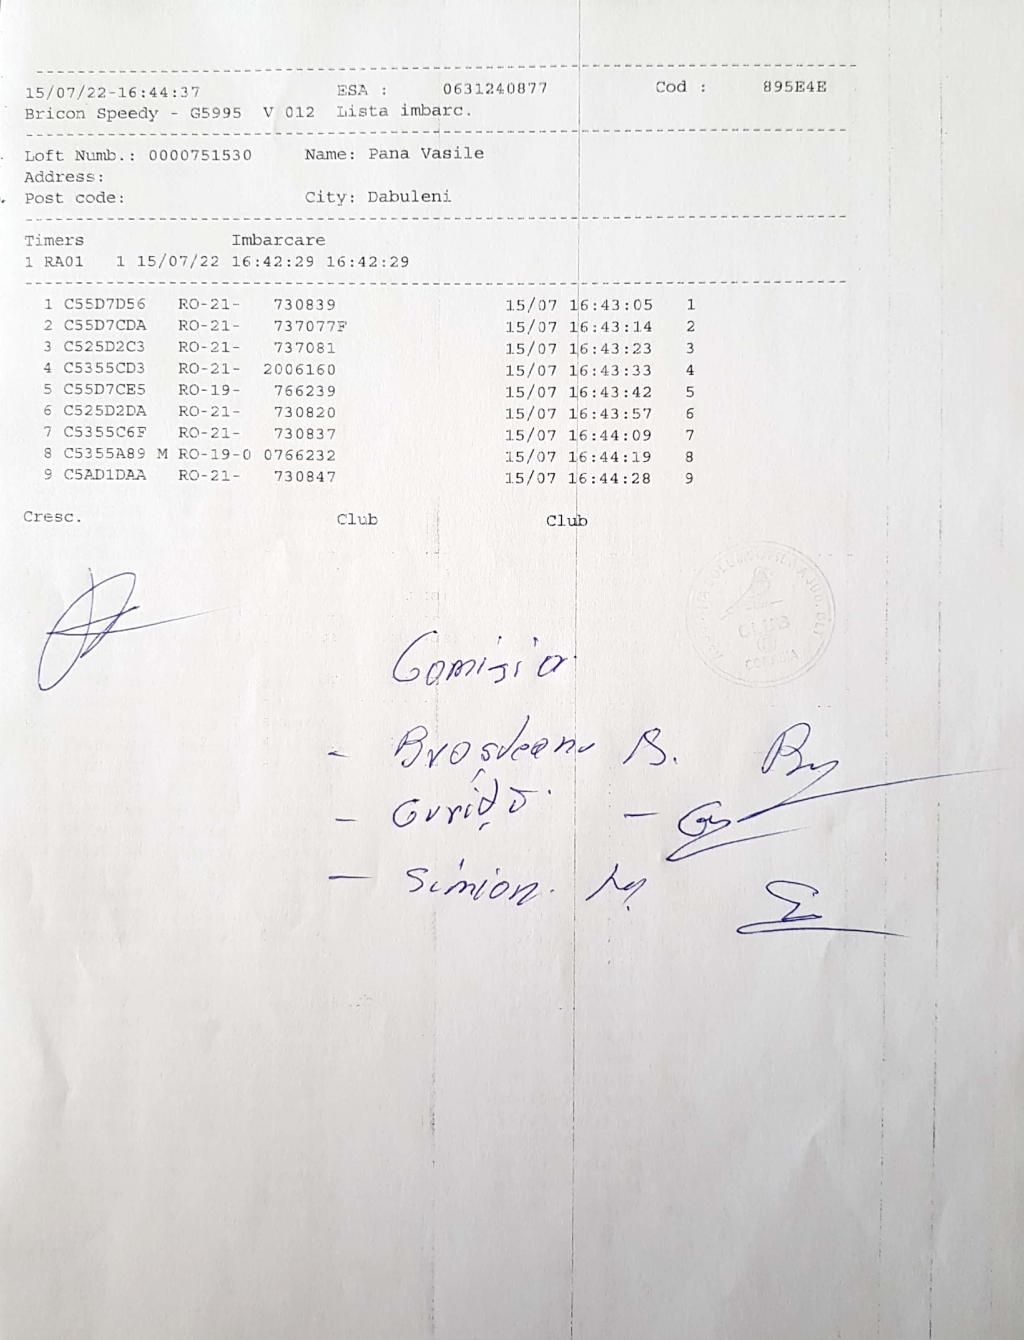 15/07/22-16:44:37 ESA : 0631240877 Cod : 895E4E
Bricon Speedy - G5995 V 012 Lista imbarc.
Loft Numb.: 0000751530 Name: Pana Vasile
Address:
Post code: City: Dabuleni
Timers Imbarcare
1 RA01 1 15/07/22 16:42:29 16:42:29
1 C55D7D56 RO-21- 730839 15/07 16:43:05 1
2 C55D7CDA RO-21- 737077F 15/07 16:43:14 2
3 C525D2C3 RO-21- 737081 15/07 16:43:23 3
4 C5355CD3 RO-21- 2006160 15/07 16:43:33 4
5 C55D7CE5 RO-19- 766239 15/07 16:43:42 5
6 C525D2DA RO-21- 730820 15/07 16:43:57 6
7 C5355C6F RO-21- 730837 15/07 16:44:09 7
8 C5355A89 M RO-19-0 0766232 15/07 16:44:19 8
9 C5AD1DAA RO-21- 730847 15/07 16:44:28 9
Cresc. Club Club
CLUB
CORABIA
Comisia
- Broșteanu B.
-
- Simion. M